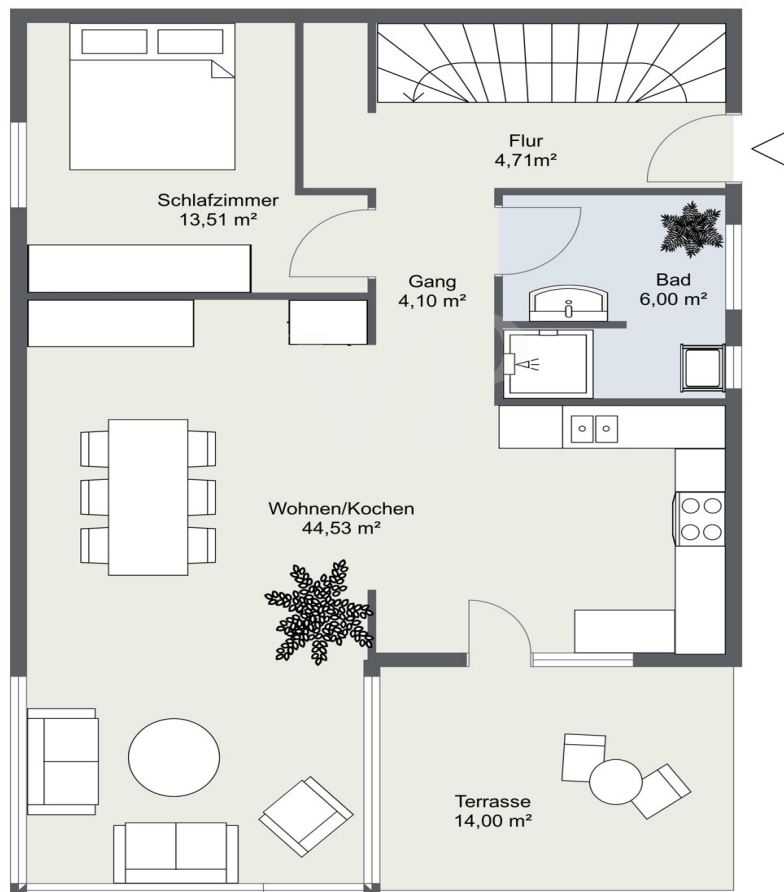 Flur
4,71m²
Schlafzimmer
13,51 m²
Gang
4,10 m²
Bad
6,00 m²
Wohnen/Kochen
44,53 m²
Terrasse
14,00 m²